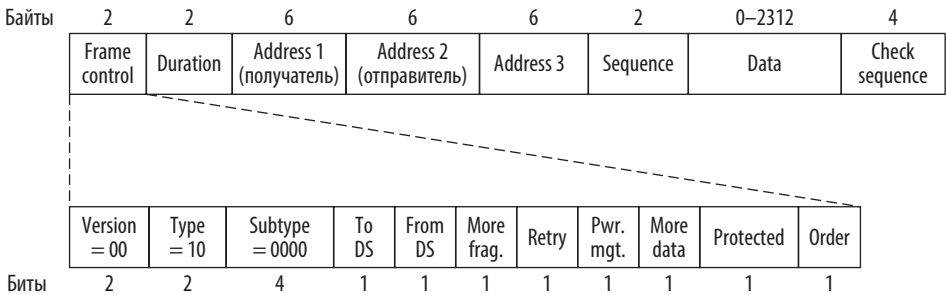 Байты 2 2 6 6 6 2 0–2312 4
Frame control Duration Address 1 (получатель) Address 2 (отправитель) Address 3 Sequence Data Check sequence
Version = 00 Type = 10 Subtype = 0000 To DS From DS More frag. Retry Pwr. mgt. More data Protected Order
Биты 2 2 4 1 1 1 1 1 1 1 1